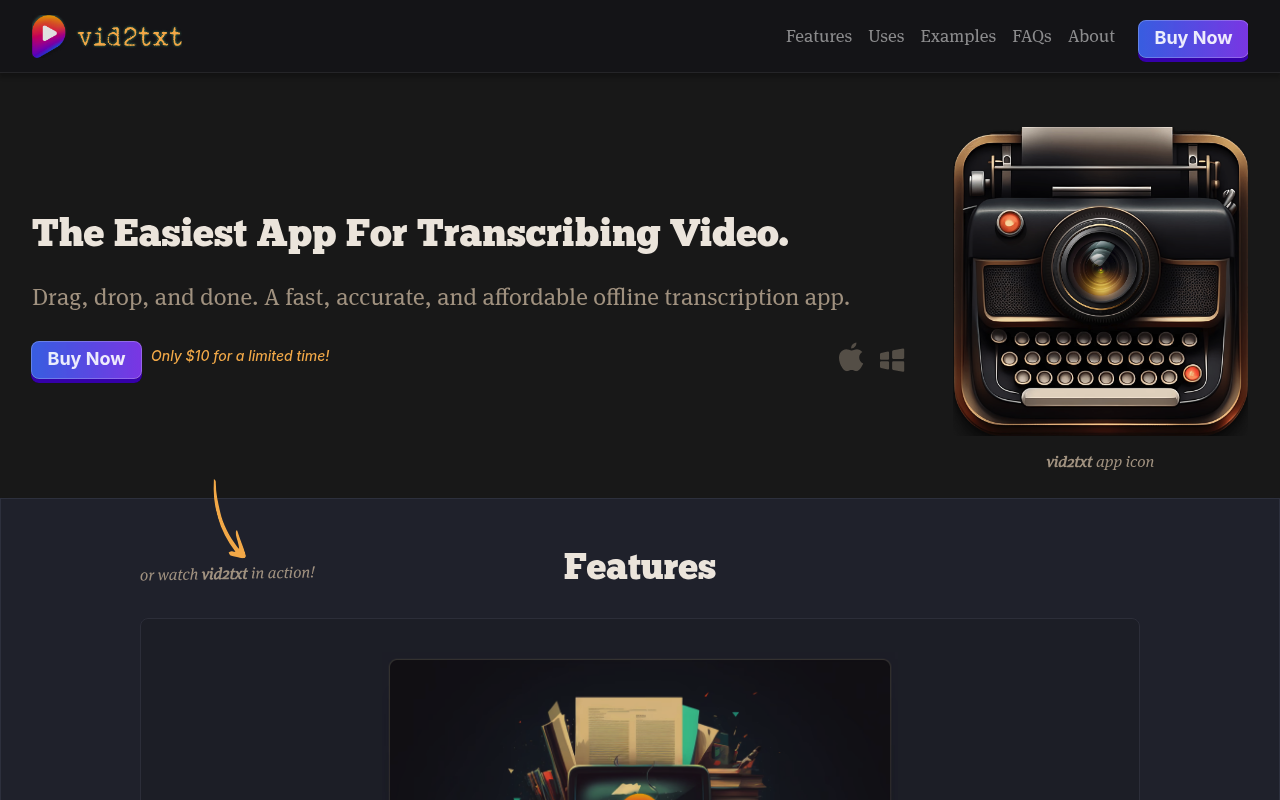 vid2txt
Features Uses Examples FAQs About Buy Now
The Easiest App For Transcribing Video.
Drag, drop, and done. A fast, accurate, and affordable offline transcription app.
Buy Now Only $10 for a limited time!
vid2txt app icon
or watch vid2txt in action!
Features